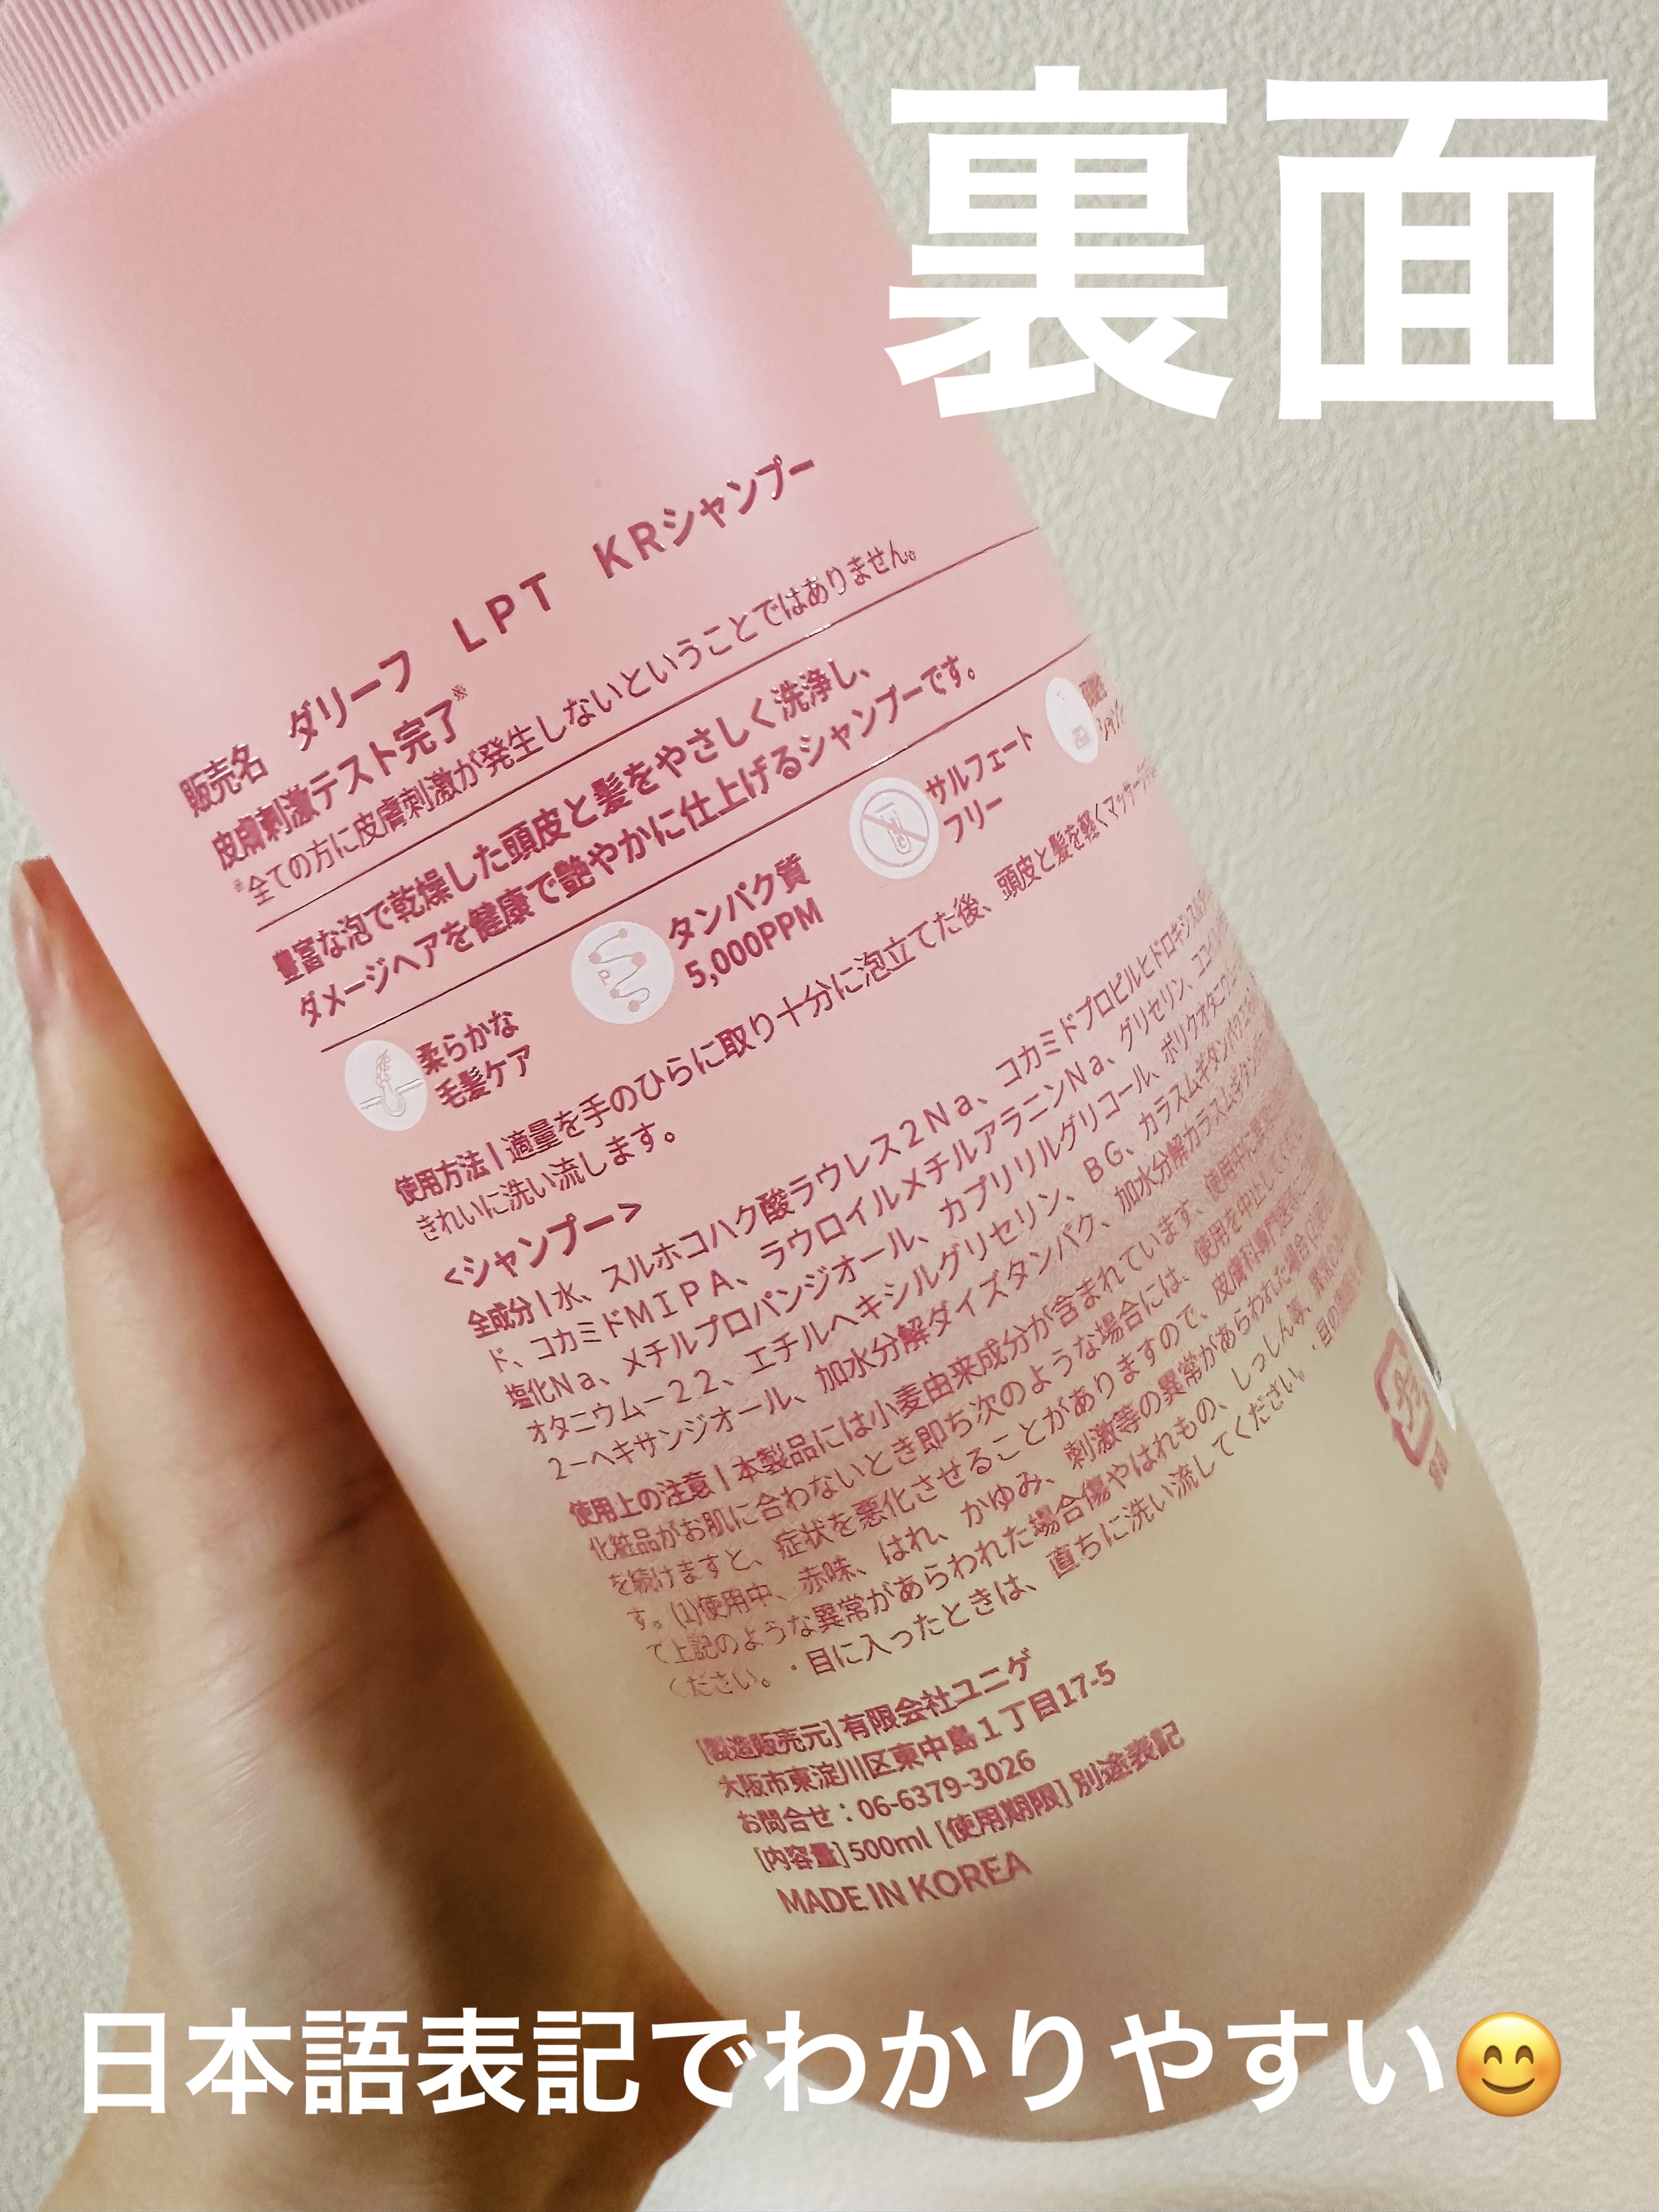 裏面
販売名 ダリーフ LPT KRシャンプー
皮膚刺激テスト完了※
※全ての方に皮膚刺激が発生しないということではありません。
豊富な泡で乾燥した頭皮と髪をやさしく洗浄し、
ダメージヘアを健康で艶やかに仕上げるシャンプーです。
柔らかな
毛髪ケア
タンパク質
5,000PPM
サルフェート
フリー
使用方法 | 適量を手のひらに取り十分に泡立てた後、頭皮と髪を軽くマッサージ
きれいに洗い流します。
<シャンプー>
全成分 | 水、スルホコハク酸ラウレス2Na、コカミドプロピルヒドロキシスル
ド、コカミドMIPA、ラウロイルメチルアラニンNa、グリセリン、ココイル
塩化Na、メチルプロパンジオール、カプリリルグリコール、ポリクオタニウム
オタニウム－22、エチルヘキシルグリセリン、BG、カラスムギタンパクエキ
2－ヘキサンジオール、加水分解ダイズタンパク、加水分解カラスムギタンパ
使用上の注意 | 本製品には小麦由来成分が含まれています、使用中に
化粧品がお肌に合わないとき即ち次のような場合には、使用を中止して
を続けますと、症状を悪化させることがありますので、皮膚科専門医等に
す。(1)使用中、赤味、はれ、かゆみ、刺激等の異常があらわれた場合
て上記のような異常があらわれた場合傷やはれもの、しっしん等、異常
ください。・目に入ったときは、直ちに洗い流してください。・目の周
[製造販売元] 有限会社ユニゲ
大阪市東淀川区東中島1丁目17-5
お問合せ：06-6379-3026
[内容量] 500ml [使用期限] 別途表記
MADE IN KOREA
日本語表記でわかりやすい😊